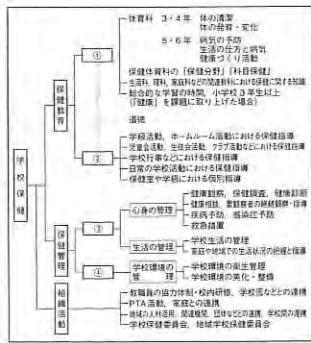 体育科 3・4年 体の清潔
体の発育・変化
5・6年 病気の予防
生活の仕方と病気
健康づくり活動
①
保健体育科の「保健分野」「科目保健」
生活科、理科、家庭科などの関連教科における保健に関する知識
総合的な学習の時間、小学校3年生以上
(「健康」を課題に取り上げた場合)
保健教育
道徳
学級活動、ホームルーム活動における保健指導
児童会活動、生徒会活動、クラブ活動などにおける保健指導
②
学校行事などにおける保健指導
日常の学校活動における保健指導
保健室や学級における個別指導
学校保健
健康観察、保健調査、健康診断
③
心身の管理
健康相談、要観察者の継続観察・指導
疾病予防、感染症予防
救急措置
保健管理
生活の管理
学校生活の管理
家庭や地域での生活状況の把握と指導
④
学校環境の管理
学校環境の衛生管理
学校環境の美化・整備
組織活動
教職員の協力体制・校内研修、学校医などとの連携
PTA活動、家庭との連携
地域の人材活用、関連機関、団体などとの連携、学校間の連携
学校保健委員会、地域学校保健委員会